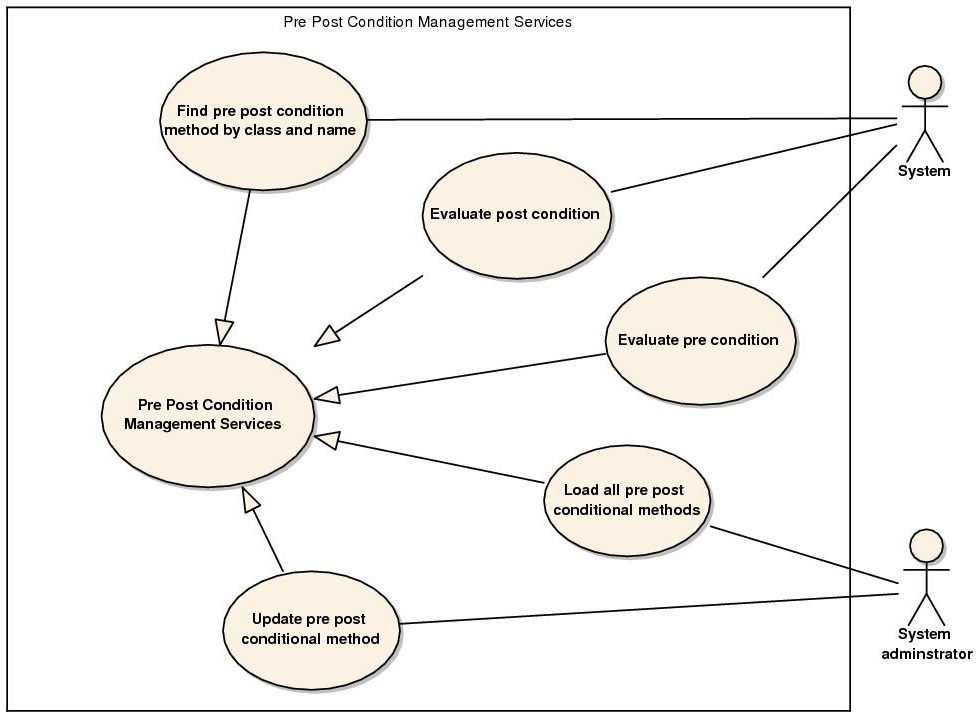 Pre Post Condition Management Services
Find pre post condition
method by class and name
System
Evaluate post condition
Evaluate pre condition
Pre Post Condition
Management Services
Load all pre post
conditional methods
Update pre post
conditional method
System
adminstrator